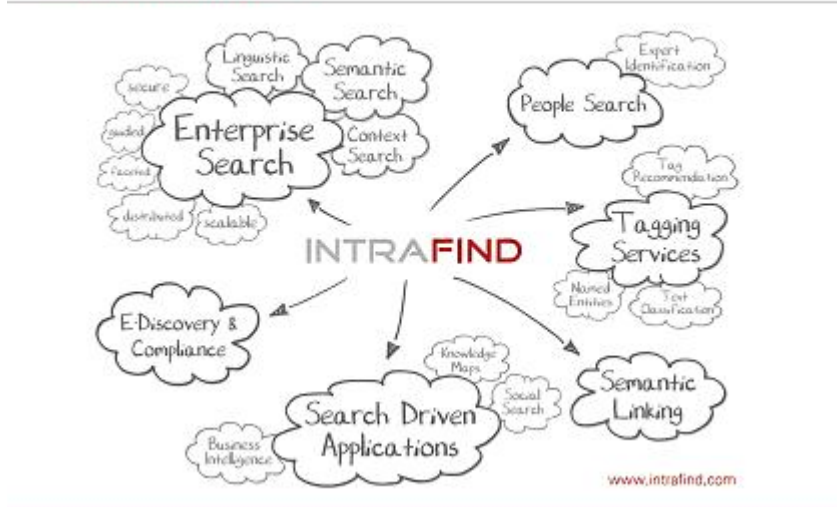 Linguistic
Search
Semantic
Search
secure
guided
faceted
distributed
scalable
Enterprise
Search
Context
Search
Expert
Identification
People Search
Tag
Recommendation
Tagging
Services
Named
Entities
Text
Classification
INTRAFIND
E-Discovery &
Compliance
Knowledge
Maps
Social
Search
Search Driven
Applications
Business
Intelligence
Semantic
Linking
www.intrafind.com